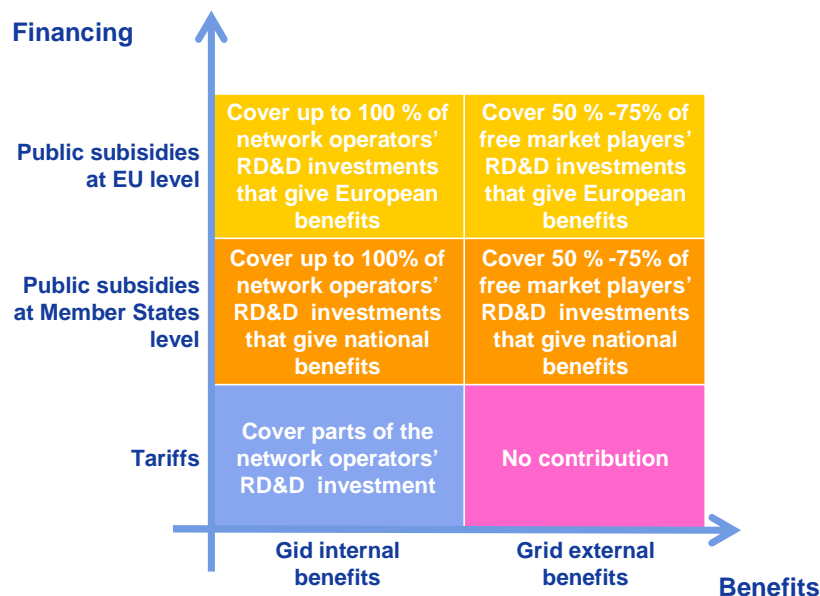 Financing
Public subisidies
at EU level
Cover up to 100 % of
network operators'
RD&D investments
that give European
benefits
Cover 50 % -75% of
free market players'
RD&D investments
that give European
benefits
Public subsidies
at Member States
level
Cover up to 100% of
network operators'
RD&D investments
that give national
benefits
Cover 50 % -75% of
free market players'
RD&D investments
that give national
benefits
Tariffs
Cover parts of the
network operators'
RD&D investment
No contribution
Gid internal
benefits
Grid external
benefits
Benefits